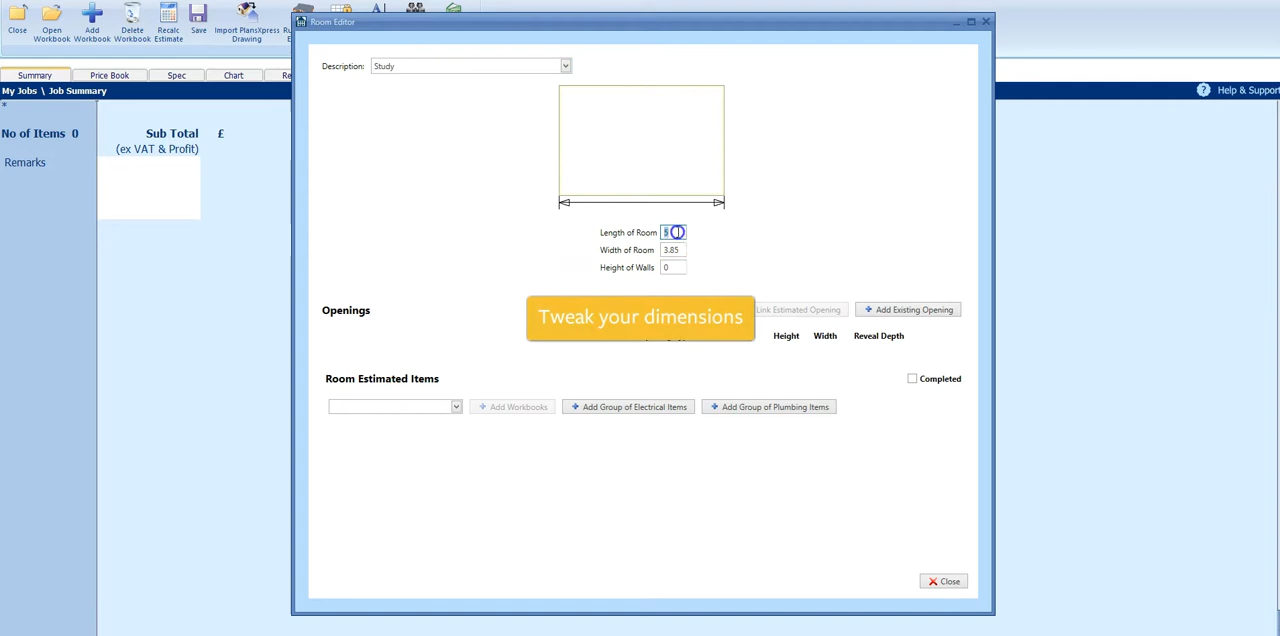 Room Editor
Close
Open Workbook
Add Workbook
Delete Workbook
Recalc Estimate
Save
Import PlansXpress Drawing
Summary
Price Book
Spec
Chart
Re
My Jobs \ Job Summary
Help & Support
*
No of Items 0
Sub Total £
(ex VAT & Profit)
Remarks
Description: Study
Length of Room 5
Width of Room 3.85
Height of Walls 0
Openings
Tweak your dimensions
Link Estimated Opening
Add Existing Opening
Height Width Reveal Depth
Room Estimated Items
Completed
Add Workbooks
Add Group of Electrical Items
Add Group of Plumbing Items
Close